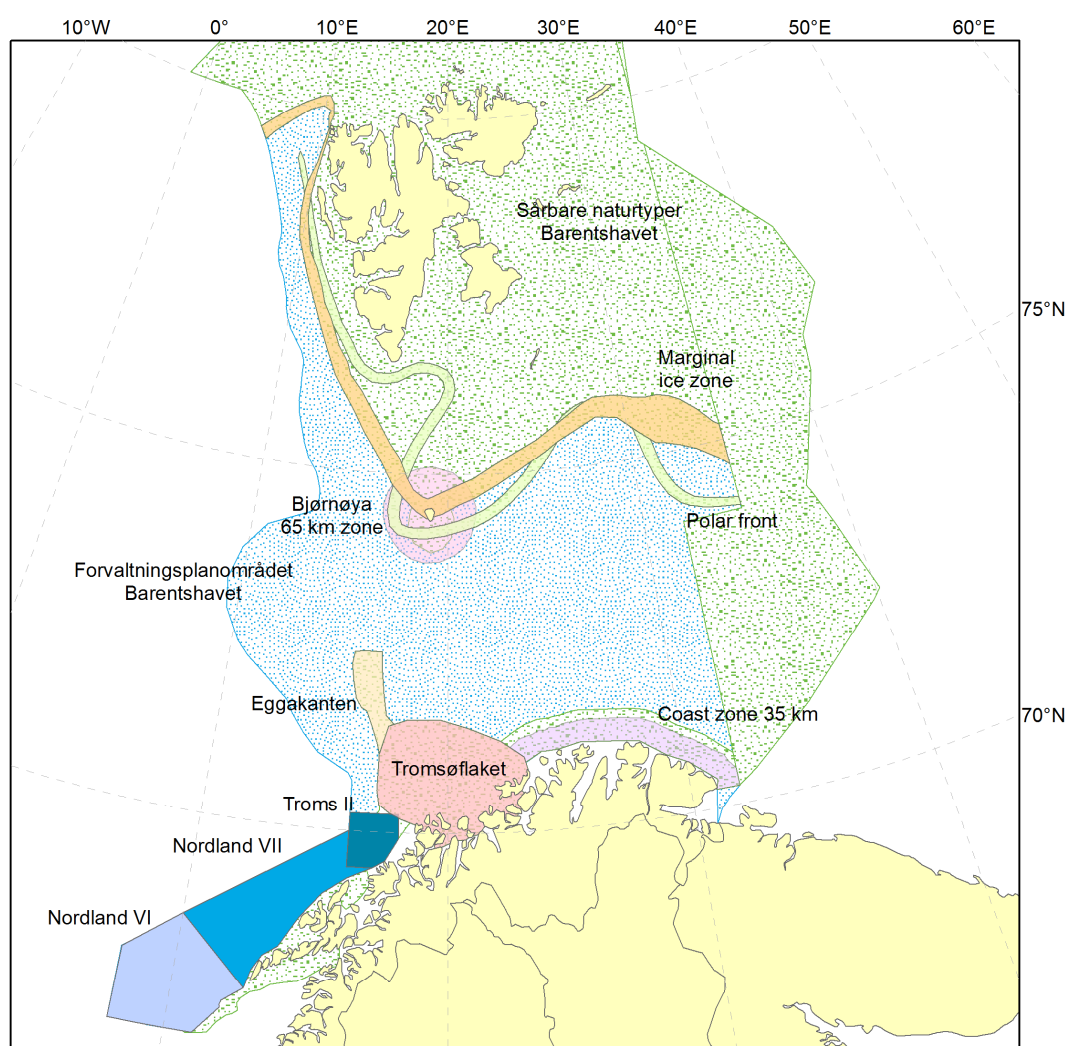 10°W 0° 10°E 20°E 30°E 40°E 50°E 60°E
Sårbare naturtyper
Barentshavet
75°N
Marginal
ice zone
Bjørnøya
65 km zone
Polar front
Forvaltningsplanområdet
Barentshavet
Eggakanten
Coast zone 35 km
70°N
Tromsøflaket
Troms II
Nordland VII
Nordland VI